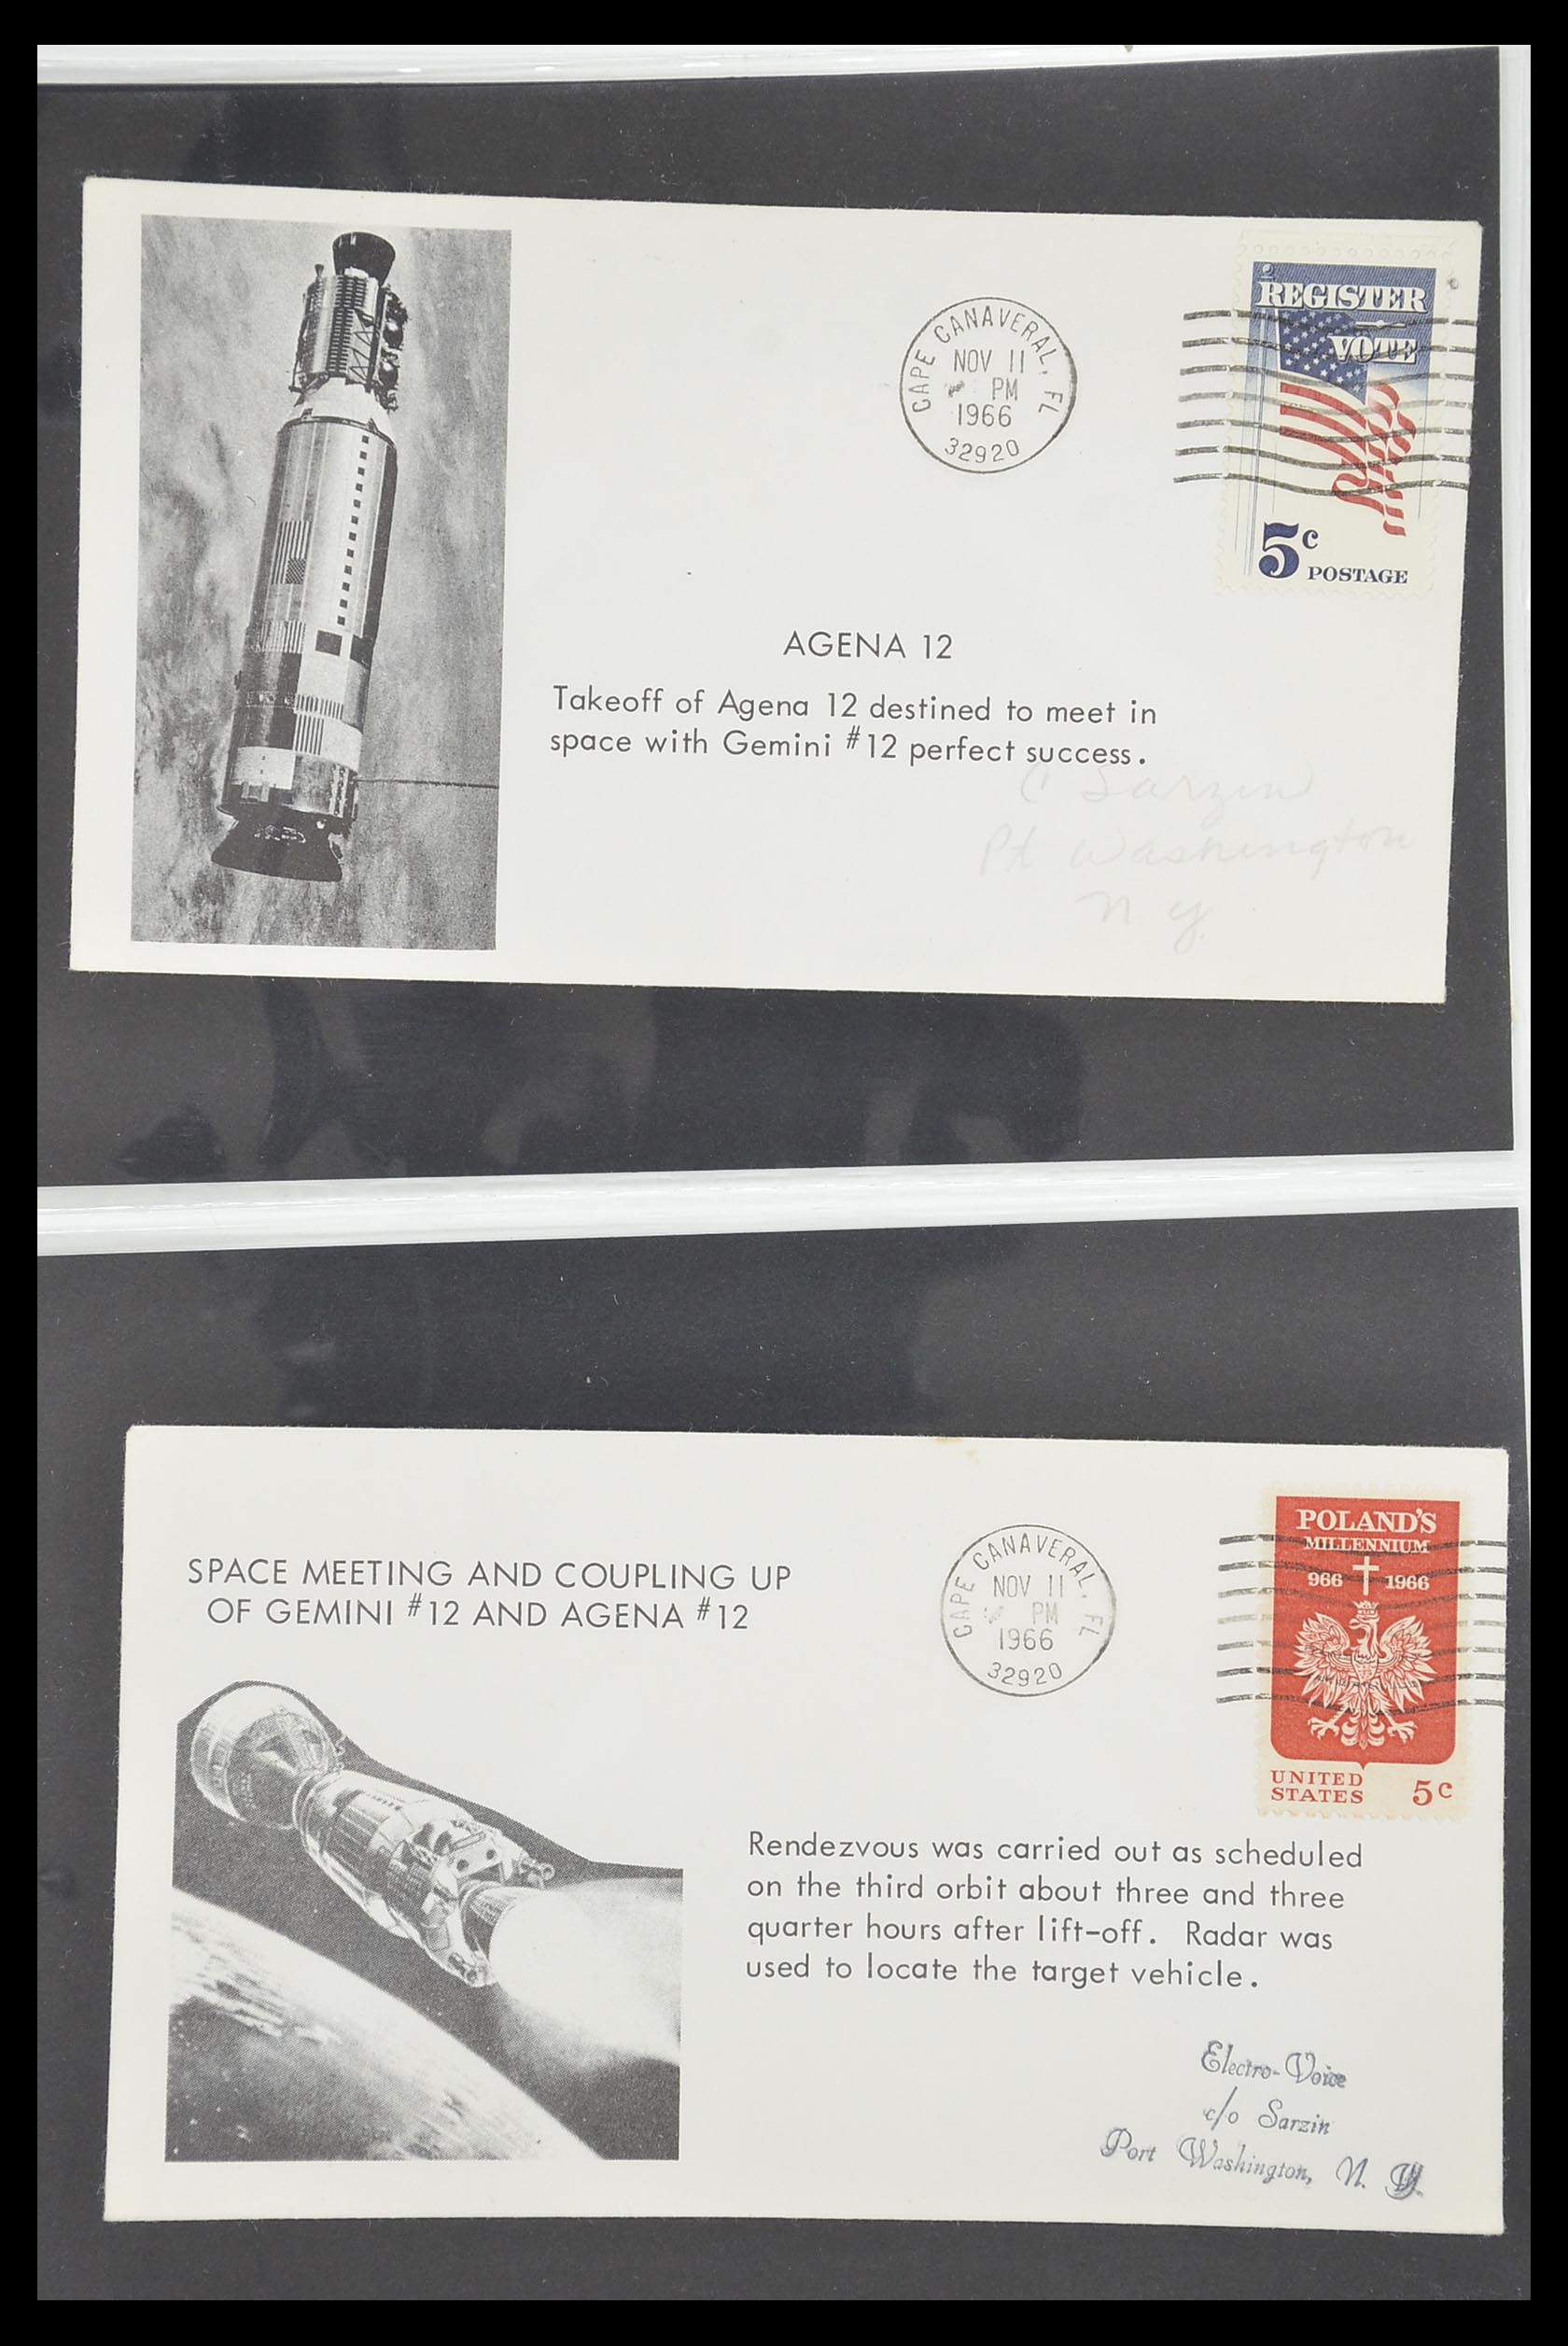 CAPE CANAVERAL, FL
NOV 11
PM
1966
32920
REGISTER
VOTE
5c POSTAGE
AGENA 12
Takeoff of Agena 12 destined to meet in
space with Gemini #12 perfect success.
C Sarzin
Pt Washington
N Y.
SPACE MEETING AND COUPLING UP
OF GEMINI #12 AND AGENA #12
CAPE CANAVERAL, FL
NOV 11
PM
1966
32920
POLAND'S
MILLENNIUM
966 1966
UNITED
STATES 5c
Rendezvous was carried out as scheduled
on the third orbit about three and three
quarter hours after lift-off. Radar was
used to locate the target vehicle.
Electro-Voice
c/o Sarzin
Port Washington, N. Y.